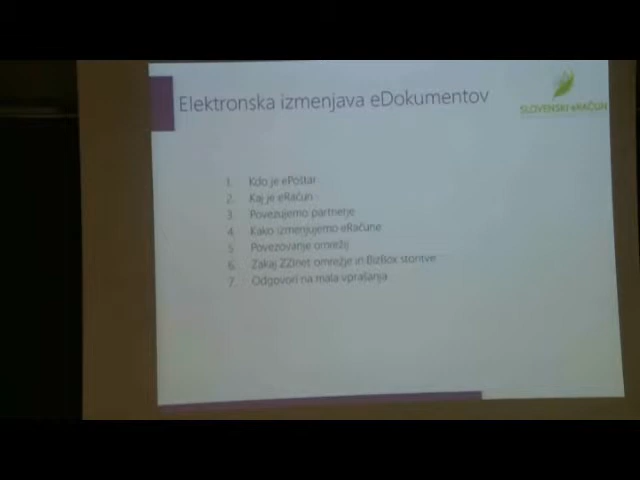 Elektronska izmenjava eDokumentov
SLOVENSKI eRAČUN
1. Kdo je ePoštar
2. Kaj je eRačun
3. Povezujemo partnerje
4. Kako izmenjujemo eRačune
5. Povezovanje omrežij
6. Zakaj ZZInet omrežje in BizBox storitve
7. Odgovori na mala vprašanja